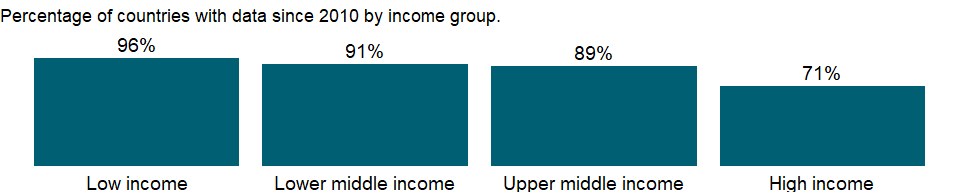 Percentage of countries with data since 2010 by income group.
96%
91%
89%
71%
Low income
Lower middle income
Upper middle income
High income